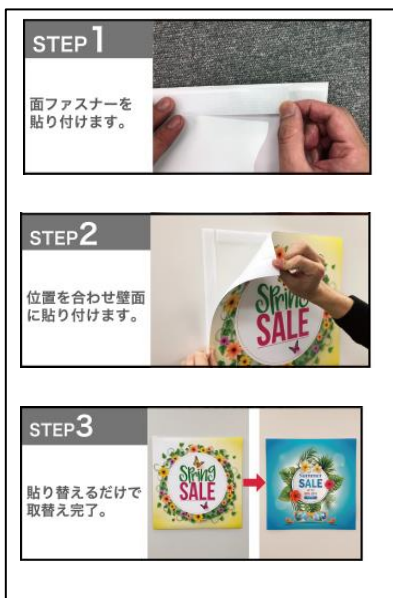 STEP1
面ファスナーを
貼り付けます。
STEP2
位置を合わせ壁面
に貼り付けます。
Spring
SALE
STEP3
貼り替えるだけで
取替え完了。
Spring
SALE
SALE